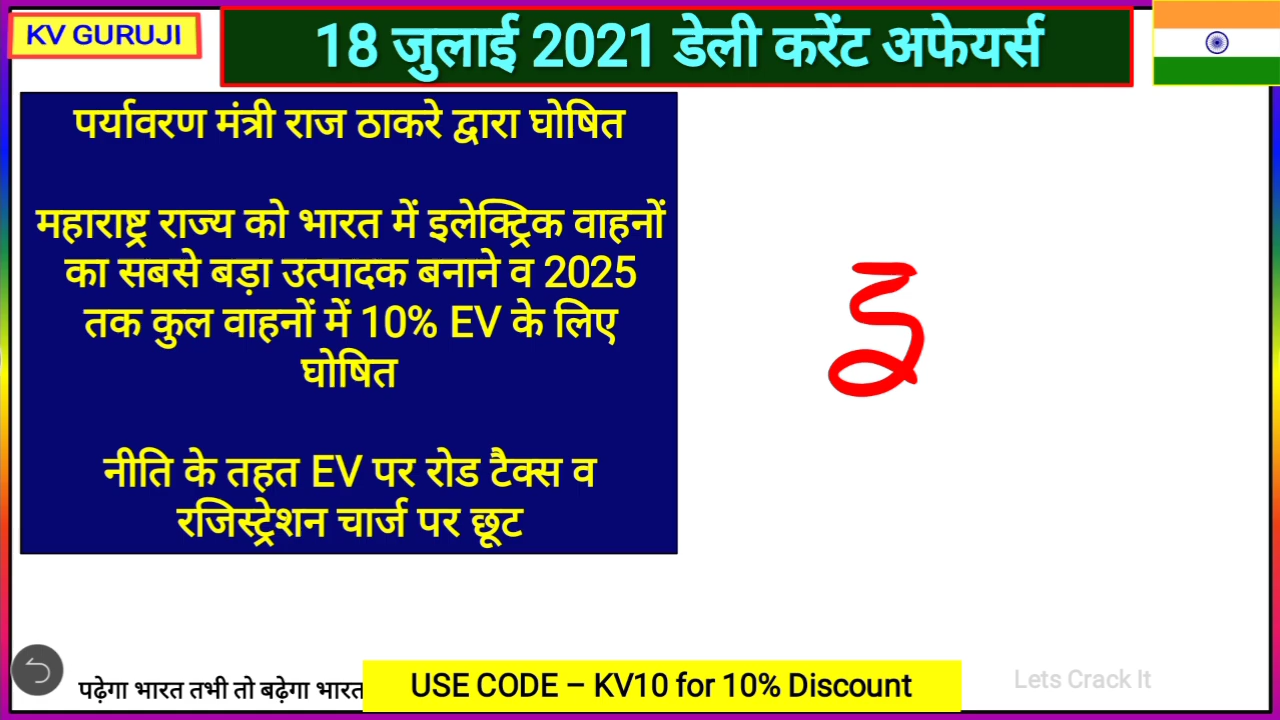 KV GURUJI
18 जुलाई 2021 डेली करेंट अफेयर्स
पर्यावरण मंत्री राज ठाकरे द्वारा घोषित
महाराष्ट्र राज्य को भारत में इलेक्ट्रिक वाहनों
का सबसे बड़ा उत्पादक बनाने व 2025
तक कुल वाहनों में 10% EV के लिए
घोषित
नीति के तहत EV पर रोड टैक्स व
रजिस्ट्रेशन चार्ज पर छूट
पढ़ेगा भारत तभी तो बढ़ेगा भारत
USE CODE – KV10 for 10% Discount
Lets Crack It